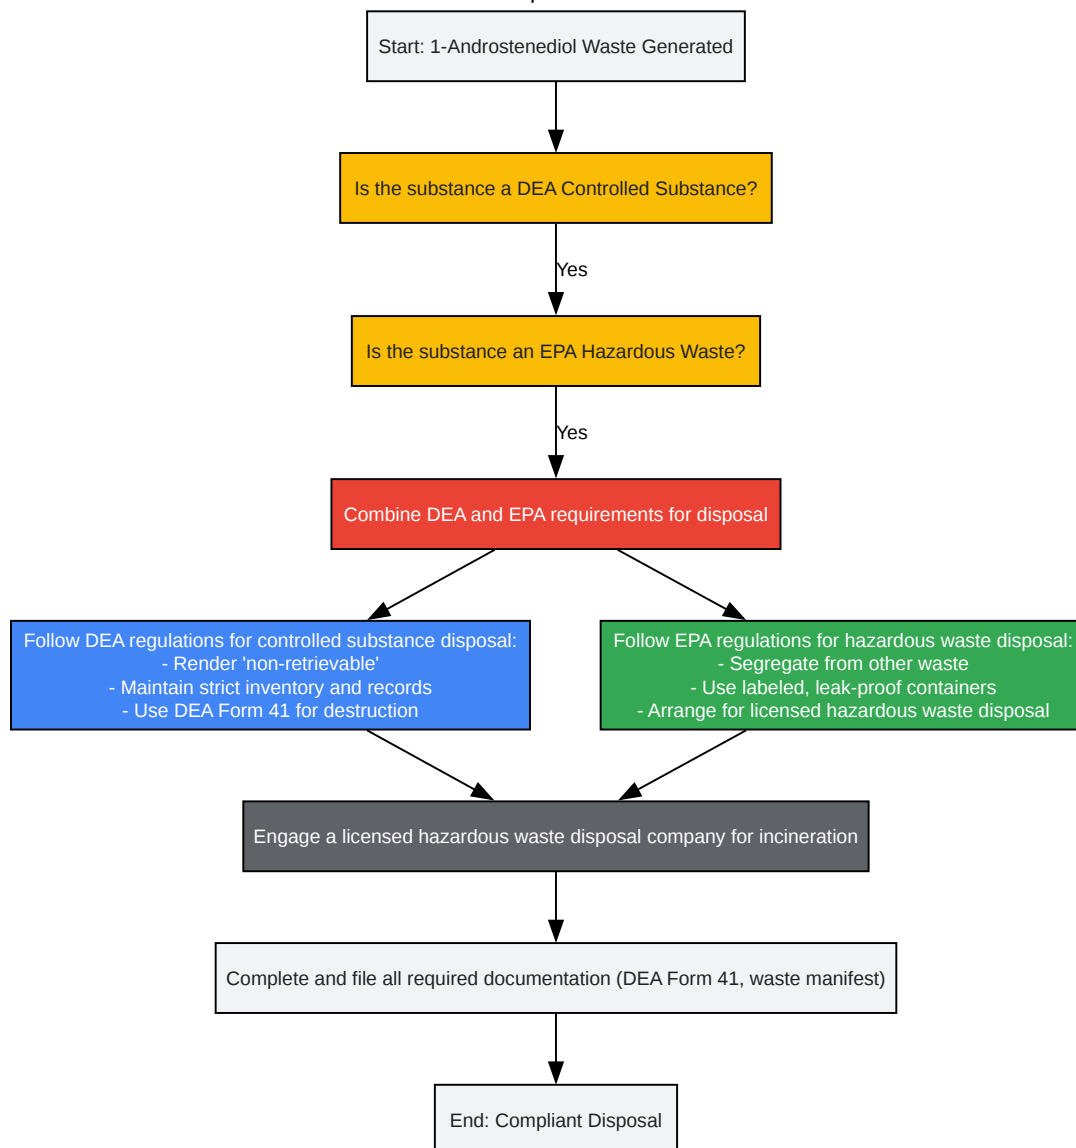 Start: 1-Androstenediol Waste Generated
Is the substance a DEA Controlled Substance?
Yes
Is the substance an EPA Hazardous Waste?
Yes
Combine DEA and EPA requirements for disposal
Follow DEA regulations for controlled substance disposal:
- Render 'non-retrievable'
- Maintain strict inventory and records
- Use DEA Form 41 for destruction
Follow EPA regulations for hazardous waste disposal:
- Segregate from other waste
- Use labeled, leak-proof containers
- Arrange for licensed hazardous waste disposal
Engage a licensed hazardous waste disposal company for incineration
Complete and file all required documentation (DEA Form 41, waste manifest)
End: Compliant Disposal